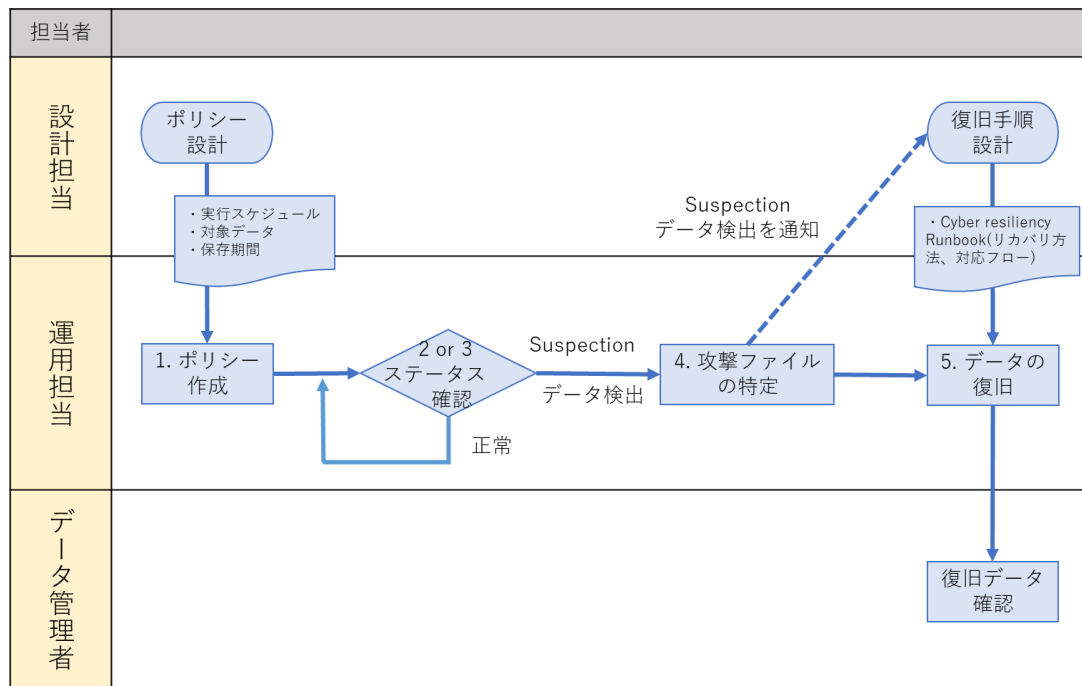 担当者
設計担当
ポリシー
設計
・実行スケジュール
・対象データ
・保存期間
Suspection
データ検出を通知
復旧手順
設計
・Cyber resiliency
Runbook(リカバリ方
法、対応フロー)
運用担当
1. ポリシー
作成
2 or 3
ステータス
確認
正常
Suspection
データ検出
4. 攻撃ファイル
の特定
5. データの
復旧
データ管理者
復旧データ
確認